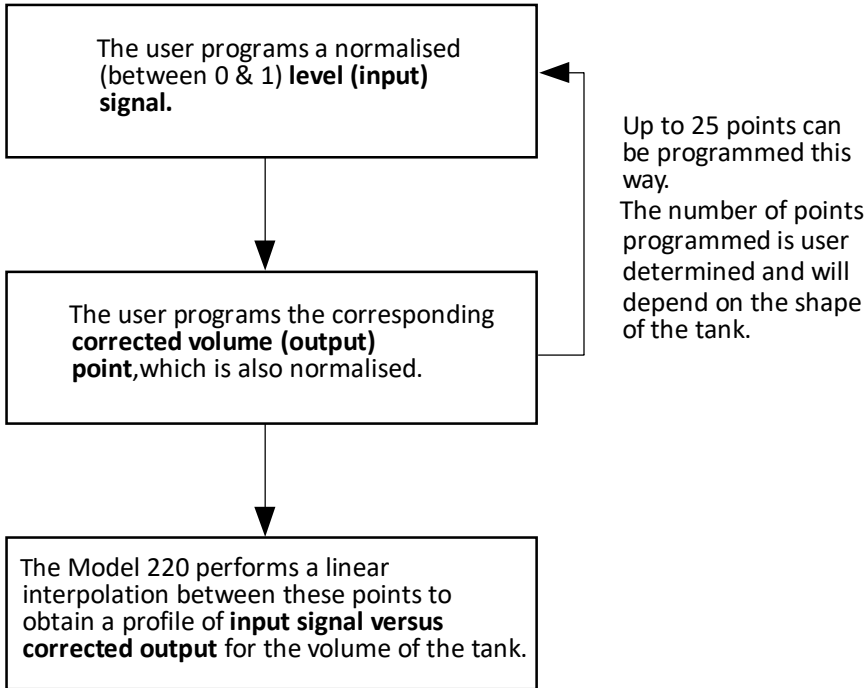 The user programs a normalised
(between 0 & 1) level (input)
signal.
Up to 25 points can
be programmed this
way.
The number of points
programmed is user
determined and will
depend on the shape
of the tank.
The user programs the corresponding
corrected volume (output)
point,which is also normalised.
The Model 220 performs a linear
interpolation between these points to
obtain a profile of input signal versus
corrected output for the volume of the tank.